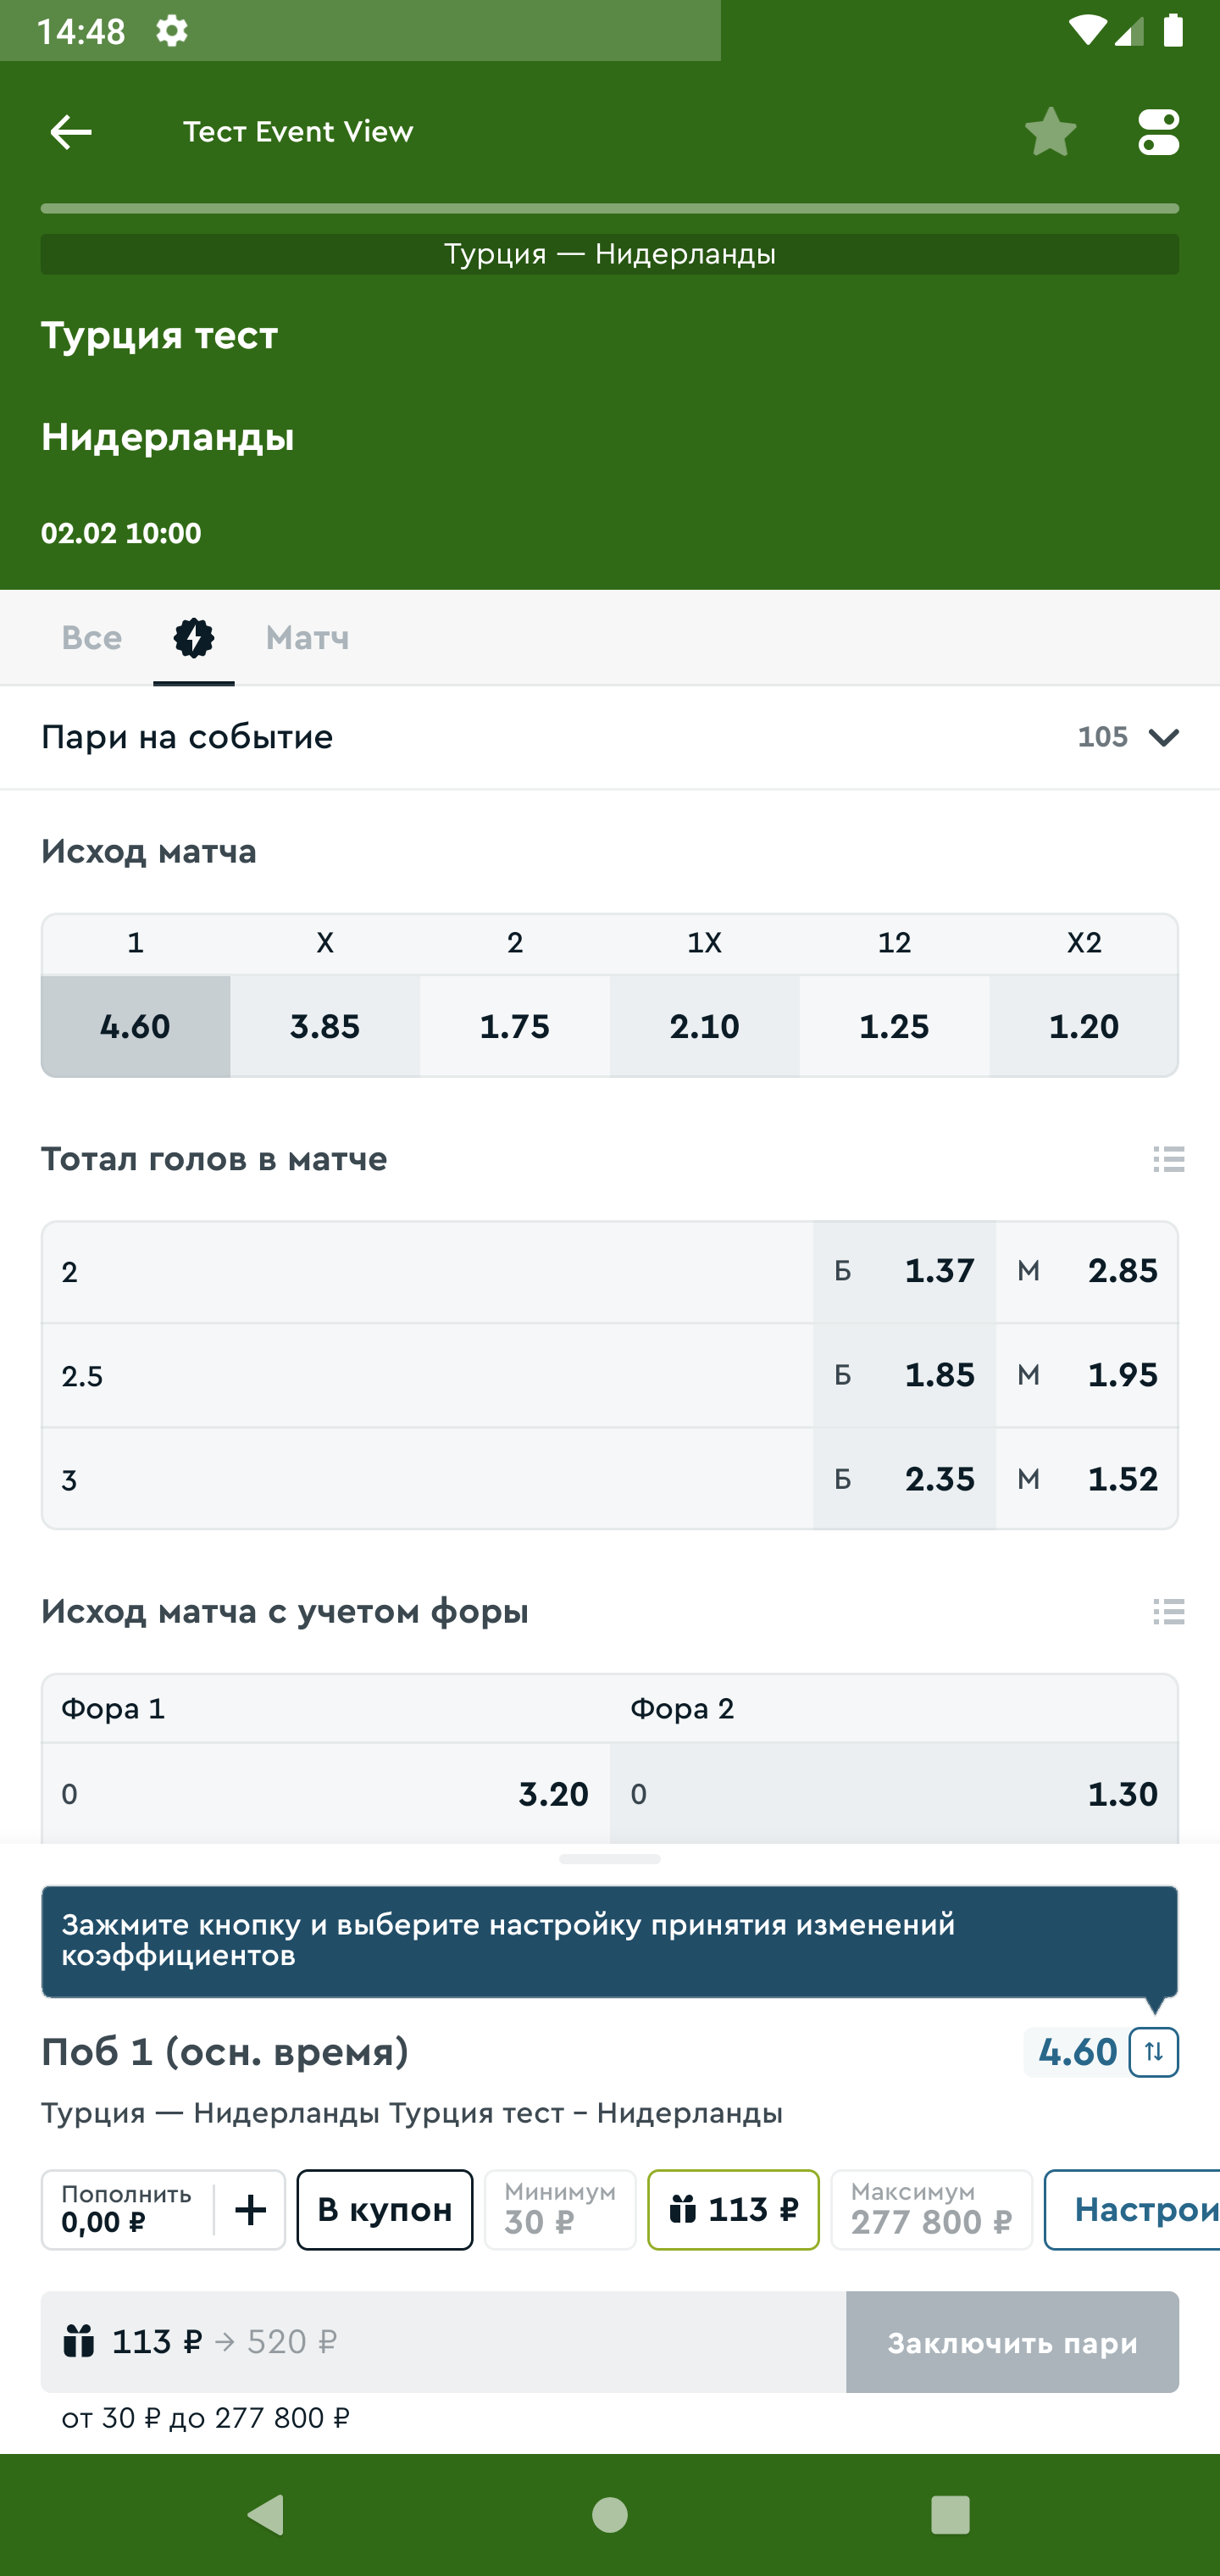 14:48
Тест Event View
Турция — Нидерланды
Турция тест
Нидерланды
02.02 10:00
Все
Матч
Пари на событие
105
Исход матча
1 X 2 1X 12 X2
4.60 3.85 1.75 2.10 1.25 1.20
Тотал голов в матче
2 Б 1.37 М 2.85
2.5 Б 1.85 М 1.95
3 Б 2.35 М 1.52
Исход матча с учетом форы
Фора 1 Фора 2
0 3.20 0 1.30
Зажмите кнопку и выберите настройку принятия изменений
коэффициентов
Поб 1 (осн. время)
4.60
Турция — Нидерланды Турция тест – Нидерланды
Пополнить
0,00 ₽
В купон
Минимум
30 ₽
113 ₽
Максимум
277 800 ₽
Настрои
113 ₽ → 520 ₽
Заключить пари
от 30 ₽ до 277 800 ₽